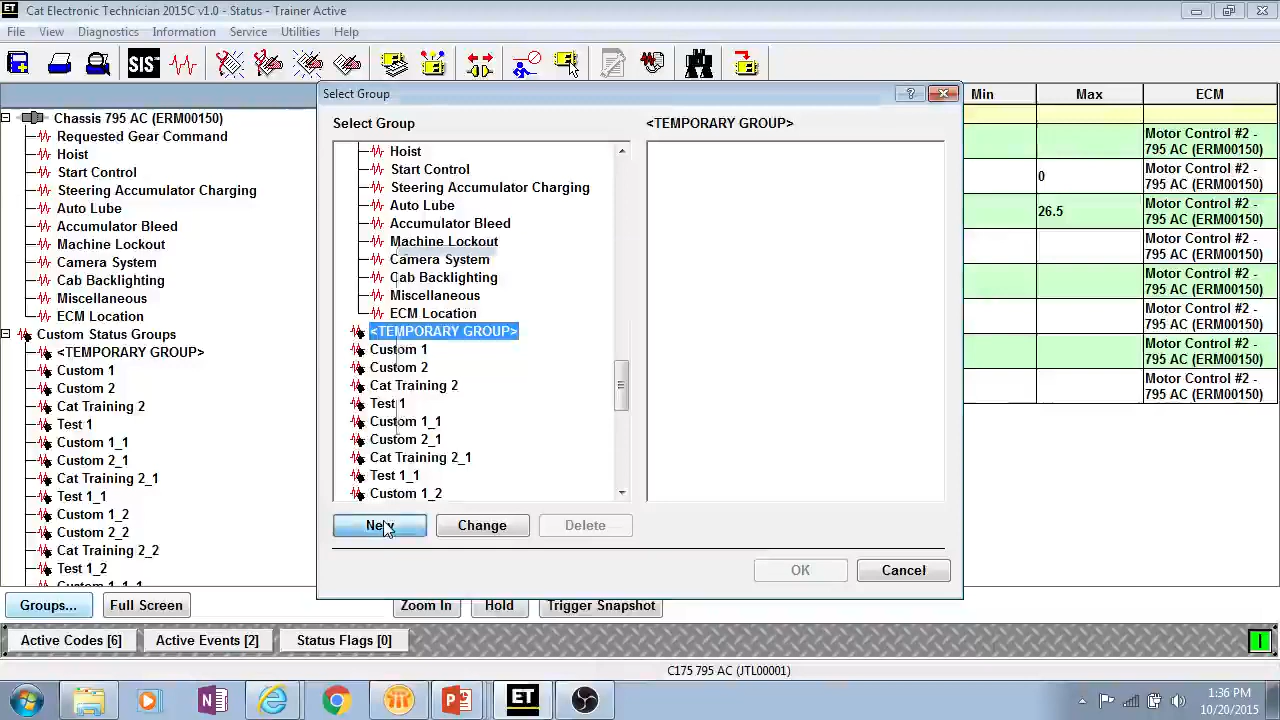 ET Cat Electronic Technician 2015C v1.0 - Status - Trainer Active
File View Diagnostics Information Service Utilities Help
SIS
Chassis 795 AC (ERM00150)
Requested Gear Command
Hoist
Start Control
Steering Accumulator Charging
Auto Lube
Accumulator Bleed
Machine Lockout
Camera System
Cab Backlighting
Miscellaneous
ECM Location
Custom Status Groups
<TEMPORARY GROUP>
Custom 1
Custom 2
Cat Training 2
Test 1
Custom 1_1
Custom 2_1
Cat Training 2_1
Test 1_1
Custom 1_2
Custom 2_2
Cat Training 2_2
Test 1_2
Custom 1_1_1
Select Group
Select Group
Hoist
Start Control
Steering Accumulator Charging
Auto Lube
Accumulator Bleed
Machine Lockout
Camera System
Cab Backlighting
Miscellaneous
ECM Location
<TEMPORARY GROUP>
Custom 1
Custom 2
Cat Training 2
Test 1
Custom 1_1
Custom 2_1
Cat Training 2_1
Test 1_1
Custom 1_2
<TEMPORARY GROUP>
New Change Delete
OK Cancel
Min Max ECM
Motor Control #2 -
795 AC (ERM00150)
0 Motor Control #2 -
795 AC (ERM00150)
26.5 Motor Control #2 -
795 AC (ERM00150)
Motor Control #2 -
795 AC (ERM00150)
Motor Control #2 -
795 AC (ERM00150)
Motor Control #2 -
795 AC (ERM00150)
Motor Control #2 -
795 AC (ERM00150)
Motor Control #2 -
795 AC (ERM00150)
Groups... Full Screen Zoom In Hold Trigger Snapshot
Active Codes [6] Active Events [2] Status Flags [0]
C175 795 AC (JTL00001)
ET
1:36 PM
10/20/2015